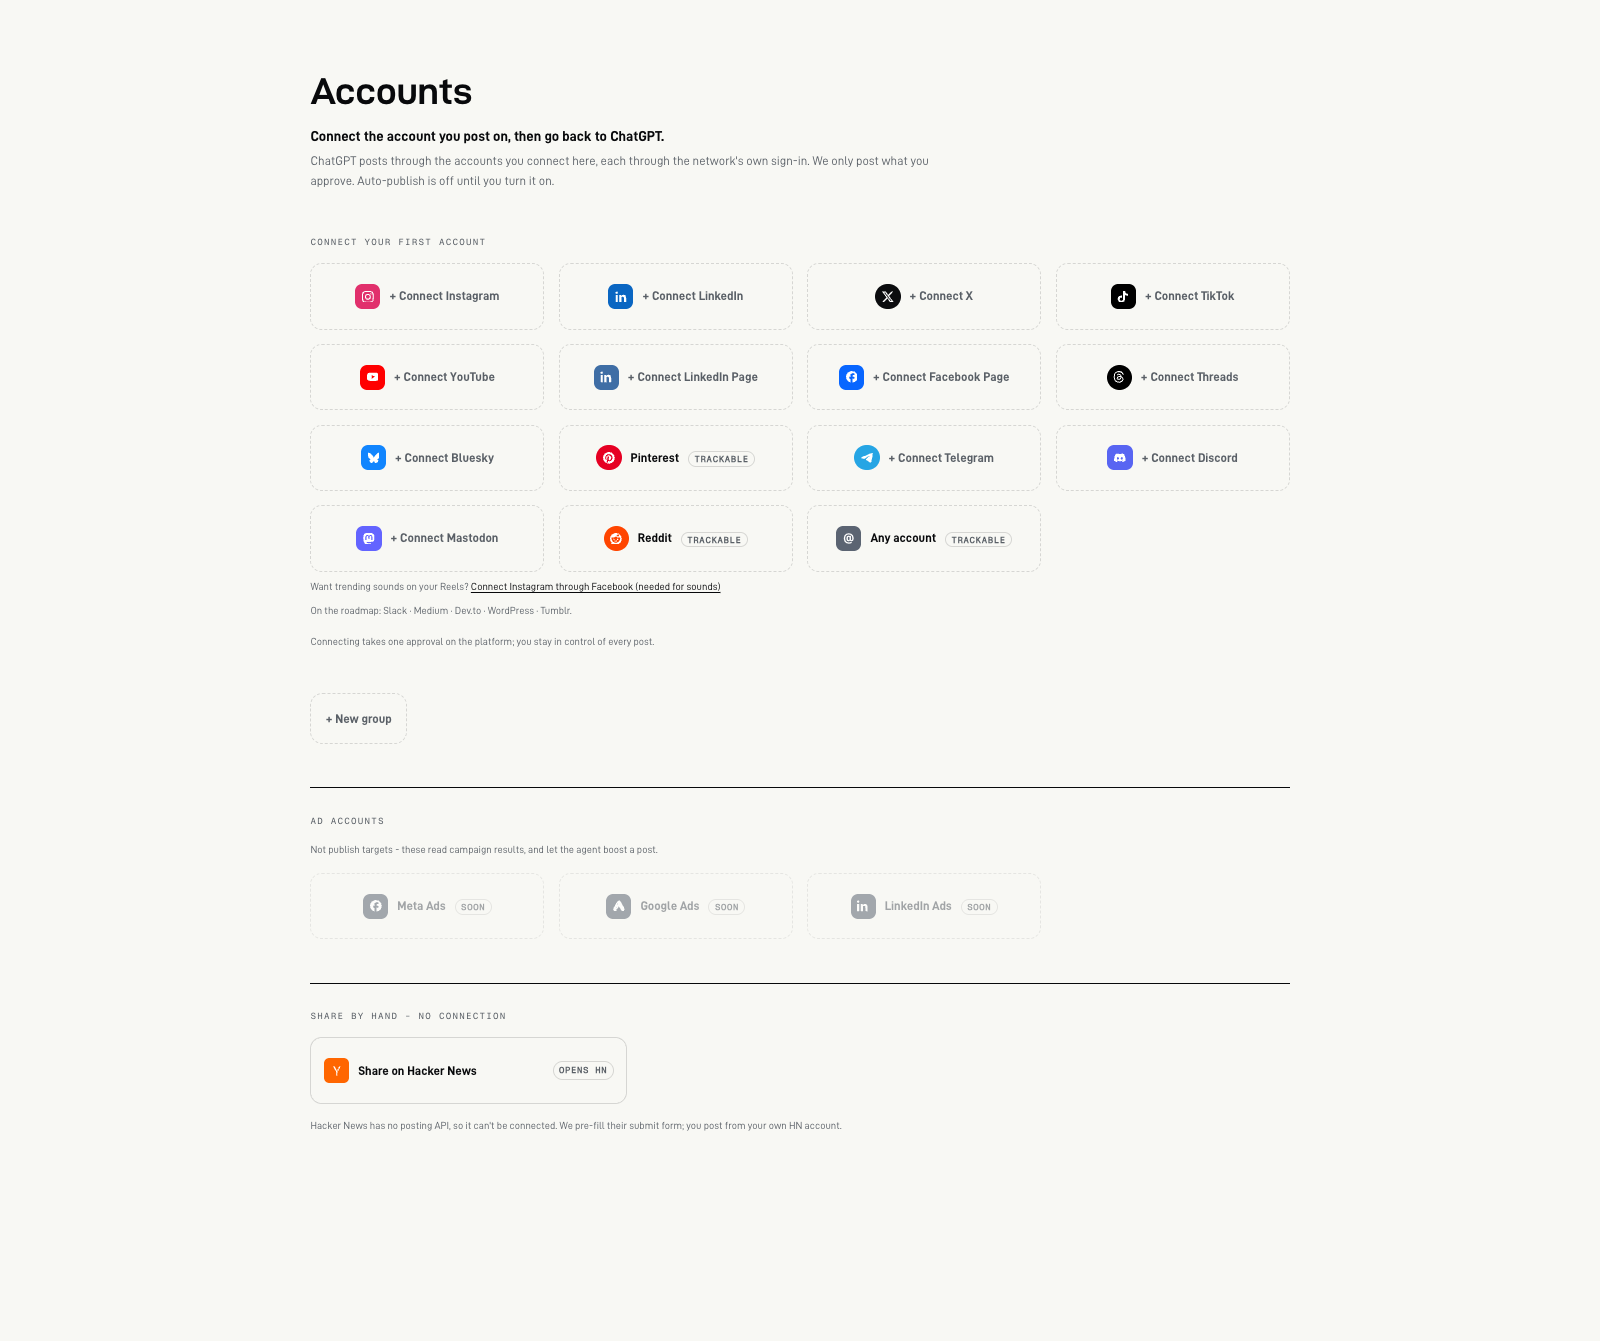 Accounts
Connect the account you post on, then go back to ChatGPT.
ChatGPT posts through the accounts you connect here, each through the network's own sign-in. We only post what you
approve. Auto-publish is off until you turn it on.
CONNECT YOUR FIRST ACCOUNT
+ Connect Instagram
+ Connect LinkedIn
+ Connect X
+ Connect TikTok
+ Connect YouTube
+ Connect LinkedIn Page
+ Connect Facebook Page
+ Connect Threads
+ Connect Bluesky
Pinterest TRACKABLE
+ Connect Telegram
+ Connect Discord
+ Connect Mastodon
Reddit TRACKABLE
Any account TRACKABLE
Want trending sounds on your Reels? Connect Instagram through Facebook (needed for sounds)
On the roadmap: Slack · Medium · Dev.to · WordPress · Tumblr.
Connecting takes one approval on the platform; you stay in control of every post.
+ New group
AD ACCOUNTS
Not publish targets - these read campaign results, and let the agent boost a post.
Meta Ads SOON
Google Ads SOON
LinkedIn Ads SOON
SHARE BY HAND - NO CONNECTION
Share on Hacker News OPENS HN
Hacker News has no posting API, so it can't be connected. We pre-fill their submit form; you post from your own HN account.